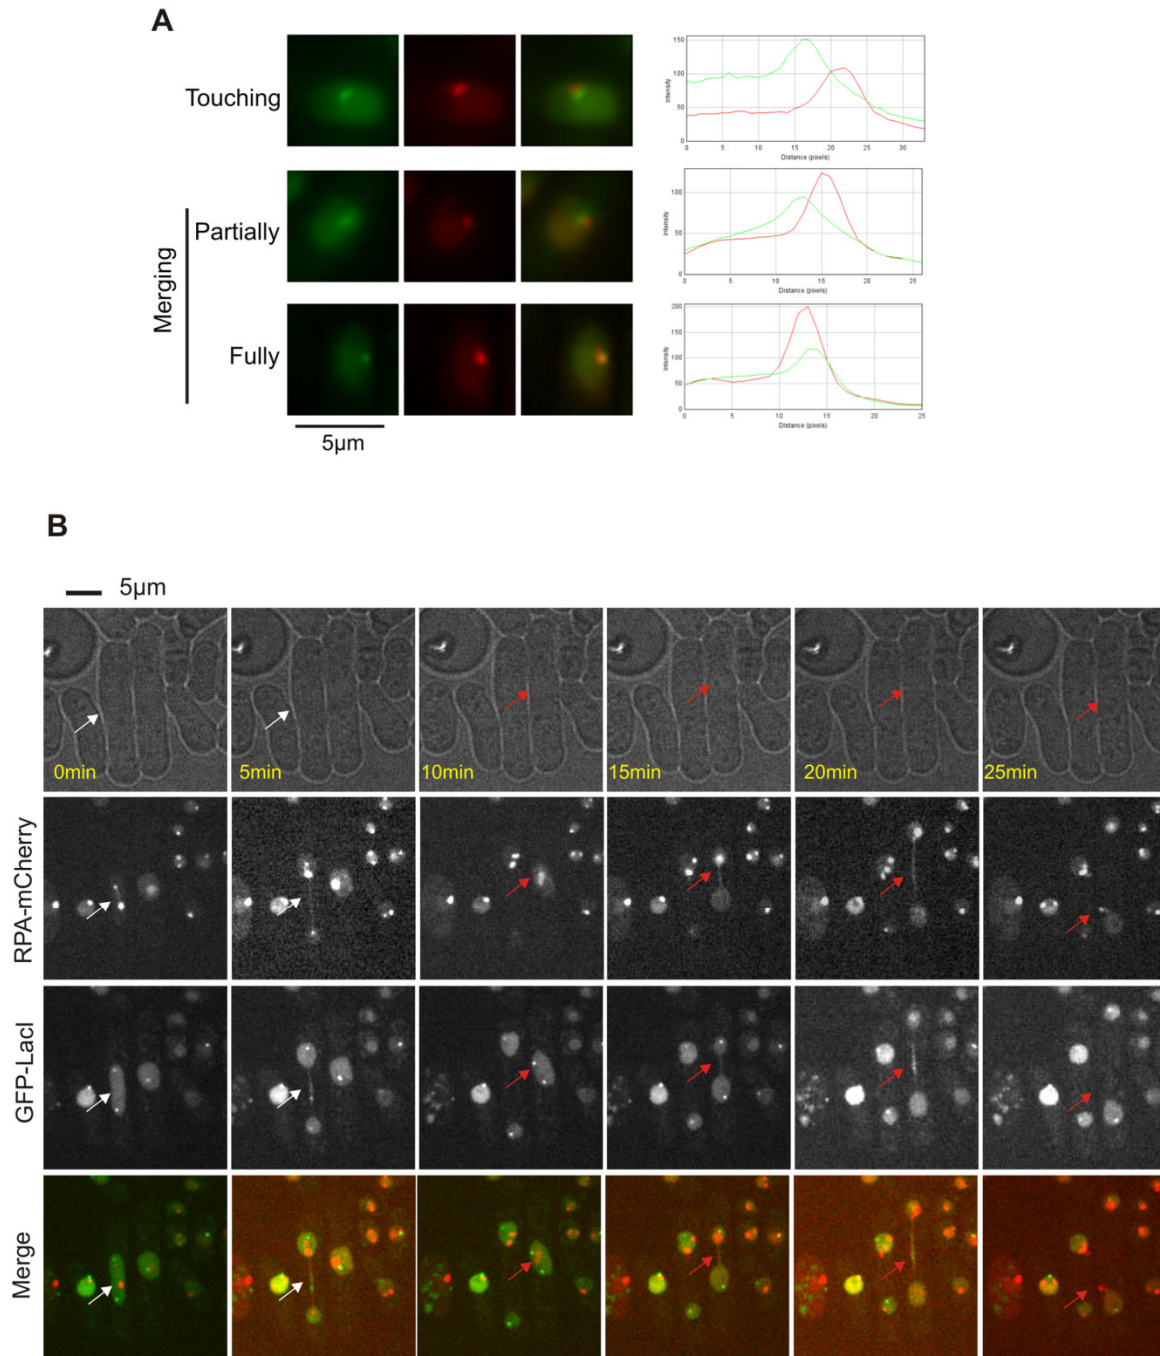 A
Touching
Partially
Fully
Merging
5µm
150
100
50
0
0 5 10 15 20 25 30
Intensity
Distance (pixels)
100
50
0
0 5 10 15 20 25
Intensity
Distance (pixels)
200
150
100
50
0
0 5 10 15 20 25
Intensity
Distance (pixels)
B
5µm
0min 5min 10min 15min 20min 25min
RPA-mCherry
GFP-LacI
Merge